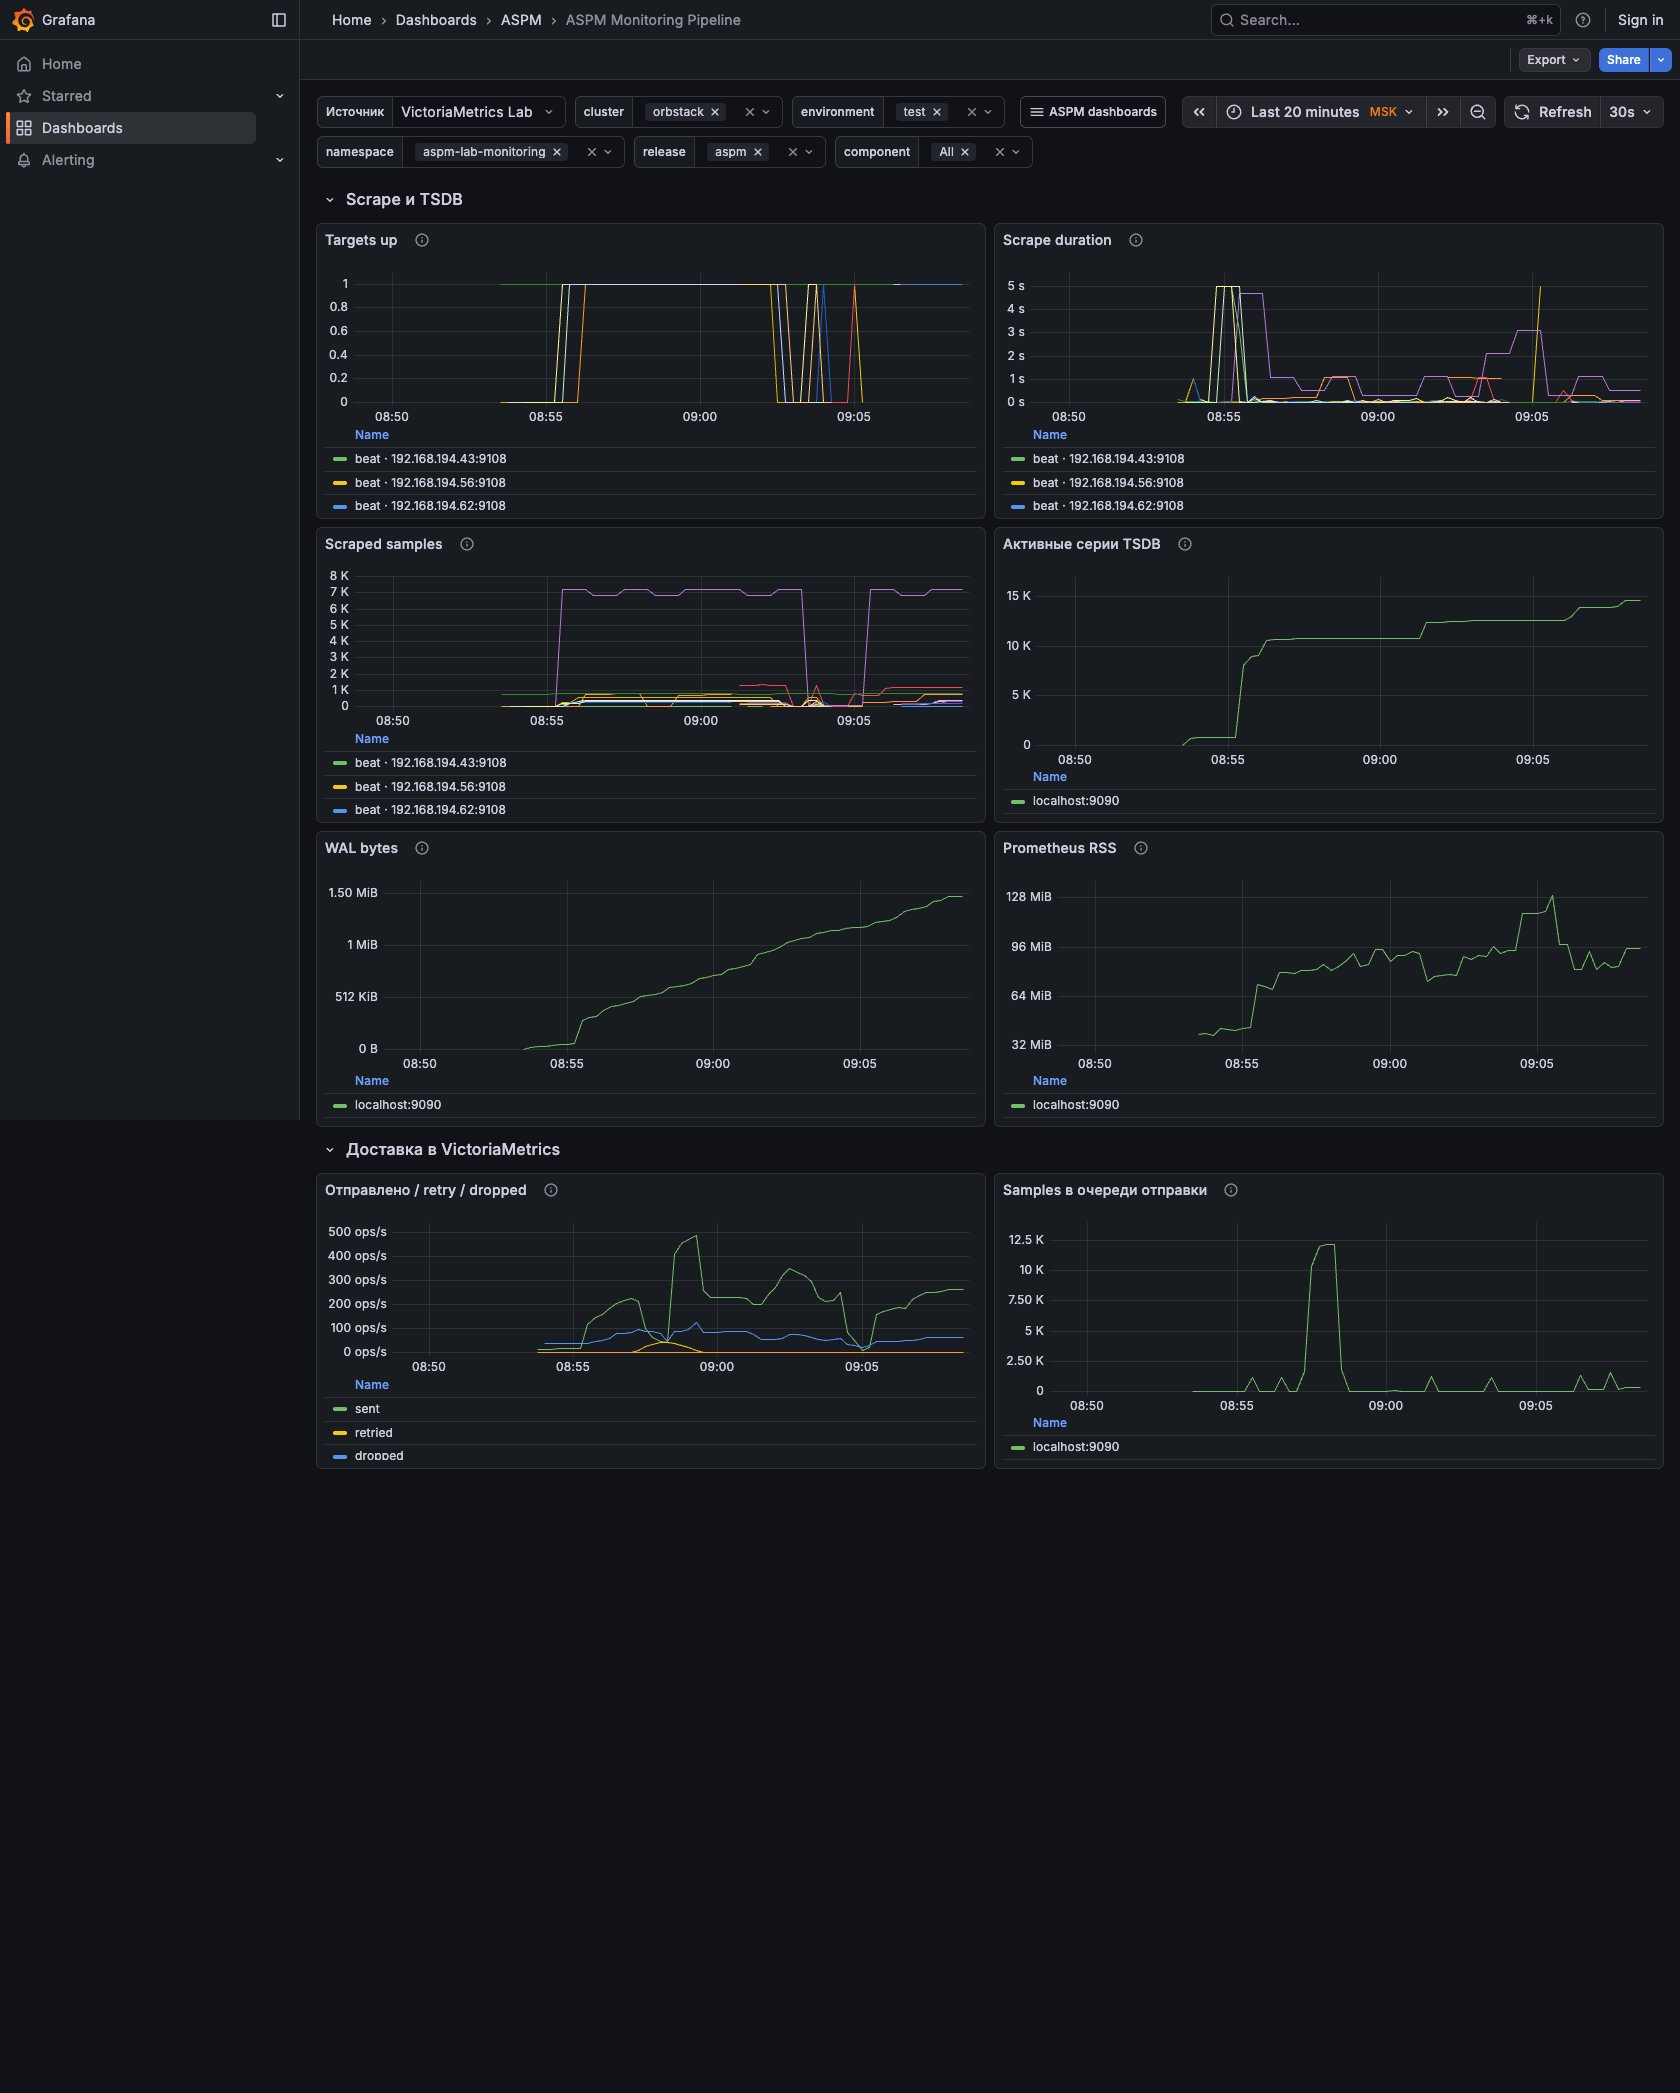 Grafana
Home › Dashboards › ASPM › ASPM Monitoring Pipeline
Search... ⌘+k
Sign in
Home
Starred
Dashboards
Alerting
Export
Share
Источник VictoriaMetrics Lab
cluster orbstack
environment test
ASPM dashboards
Last 20 minutes MSK
Refresh 30s
namespace aspm-lab-monitoring
release aspm
component All
Scrape и TSDB
Targets up
1
0.8
0.6
0.4
0.2
0
08:50 08:55 09:00 09:05
Name
beat · 192.168.194.43:9108
beat · 192.168.194.56:9108
beat · 192.168.194.62:9108
Scrape duration
5 s
4 s
3 s
2 s
1 s
0 s
08:50 08:55 09:00 09:05
Name
beat · 192.168.194.43:9108
beat · 192.168.194.56:9108
beat · 192.168.194.62:9108
Scraped samples
8 K
7 K
6 K
5 K
4 K
3 K
2 K
1 K
0
08:50 08:55 09:00 09:05
Name
beat · 192.168.194.43:9108
beat · 192.168.194.56:9108
beat · 192.168.194.62:9108
Активные серии TSDB
15 K
10 K
5 K
0
08:50 08:55 09:00 09:05
Name
localhost:9090
WAL bytes
1.50 MiB
1 MiB
512 KiB
0 B
08:50 08:55 09:00 09:05
Name
localhost:9090
Prometheus RSS
128 MiB
96 MiB
64 MiB
32 MiB
08:50 08:55 09:00 09:05
Name
localhost:9090
Доставка в VictoriaMetrics
Отправлено / retry / dropped
500 ops/s
400 ops/s
300 ops/s
200 ops/s
100 ops/s
0 ops/s
08:50 08:55 09:00 09:05
Name
sent
retried
dropped
Samples в очереди отправки
12.5 K
10 K
7.50 K
5 K
2.50 K
0
08:50 08:55 09:00 09:05
Name
localhost:9090